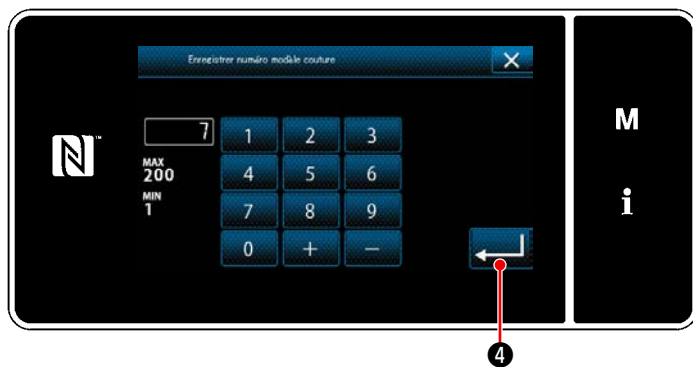 Enregistrer numéro modèle couture
7
MAX
200
MIN
1
1 2 3
4 5 6
7 8 9
0 + −
M
i
N™
4